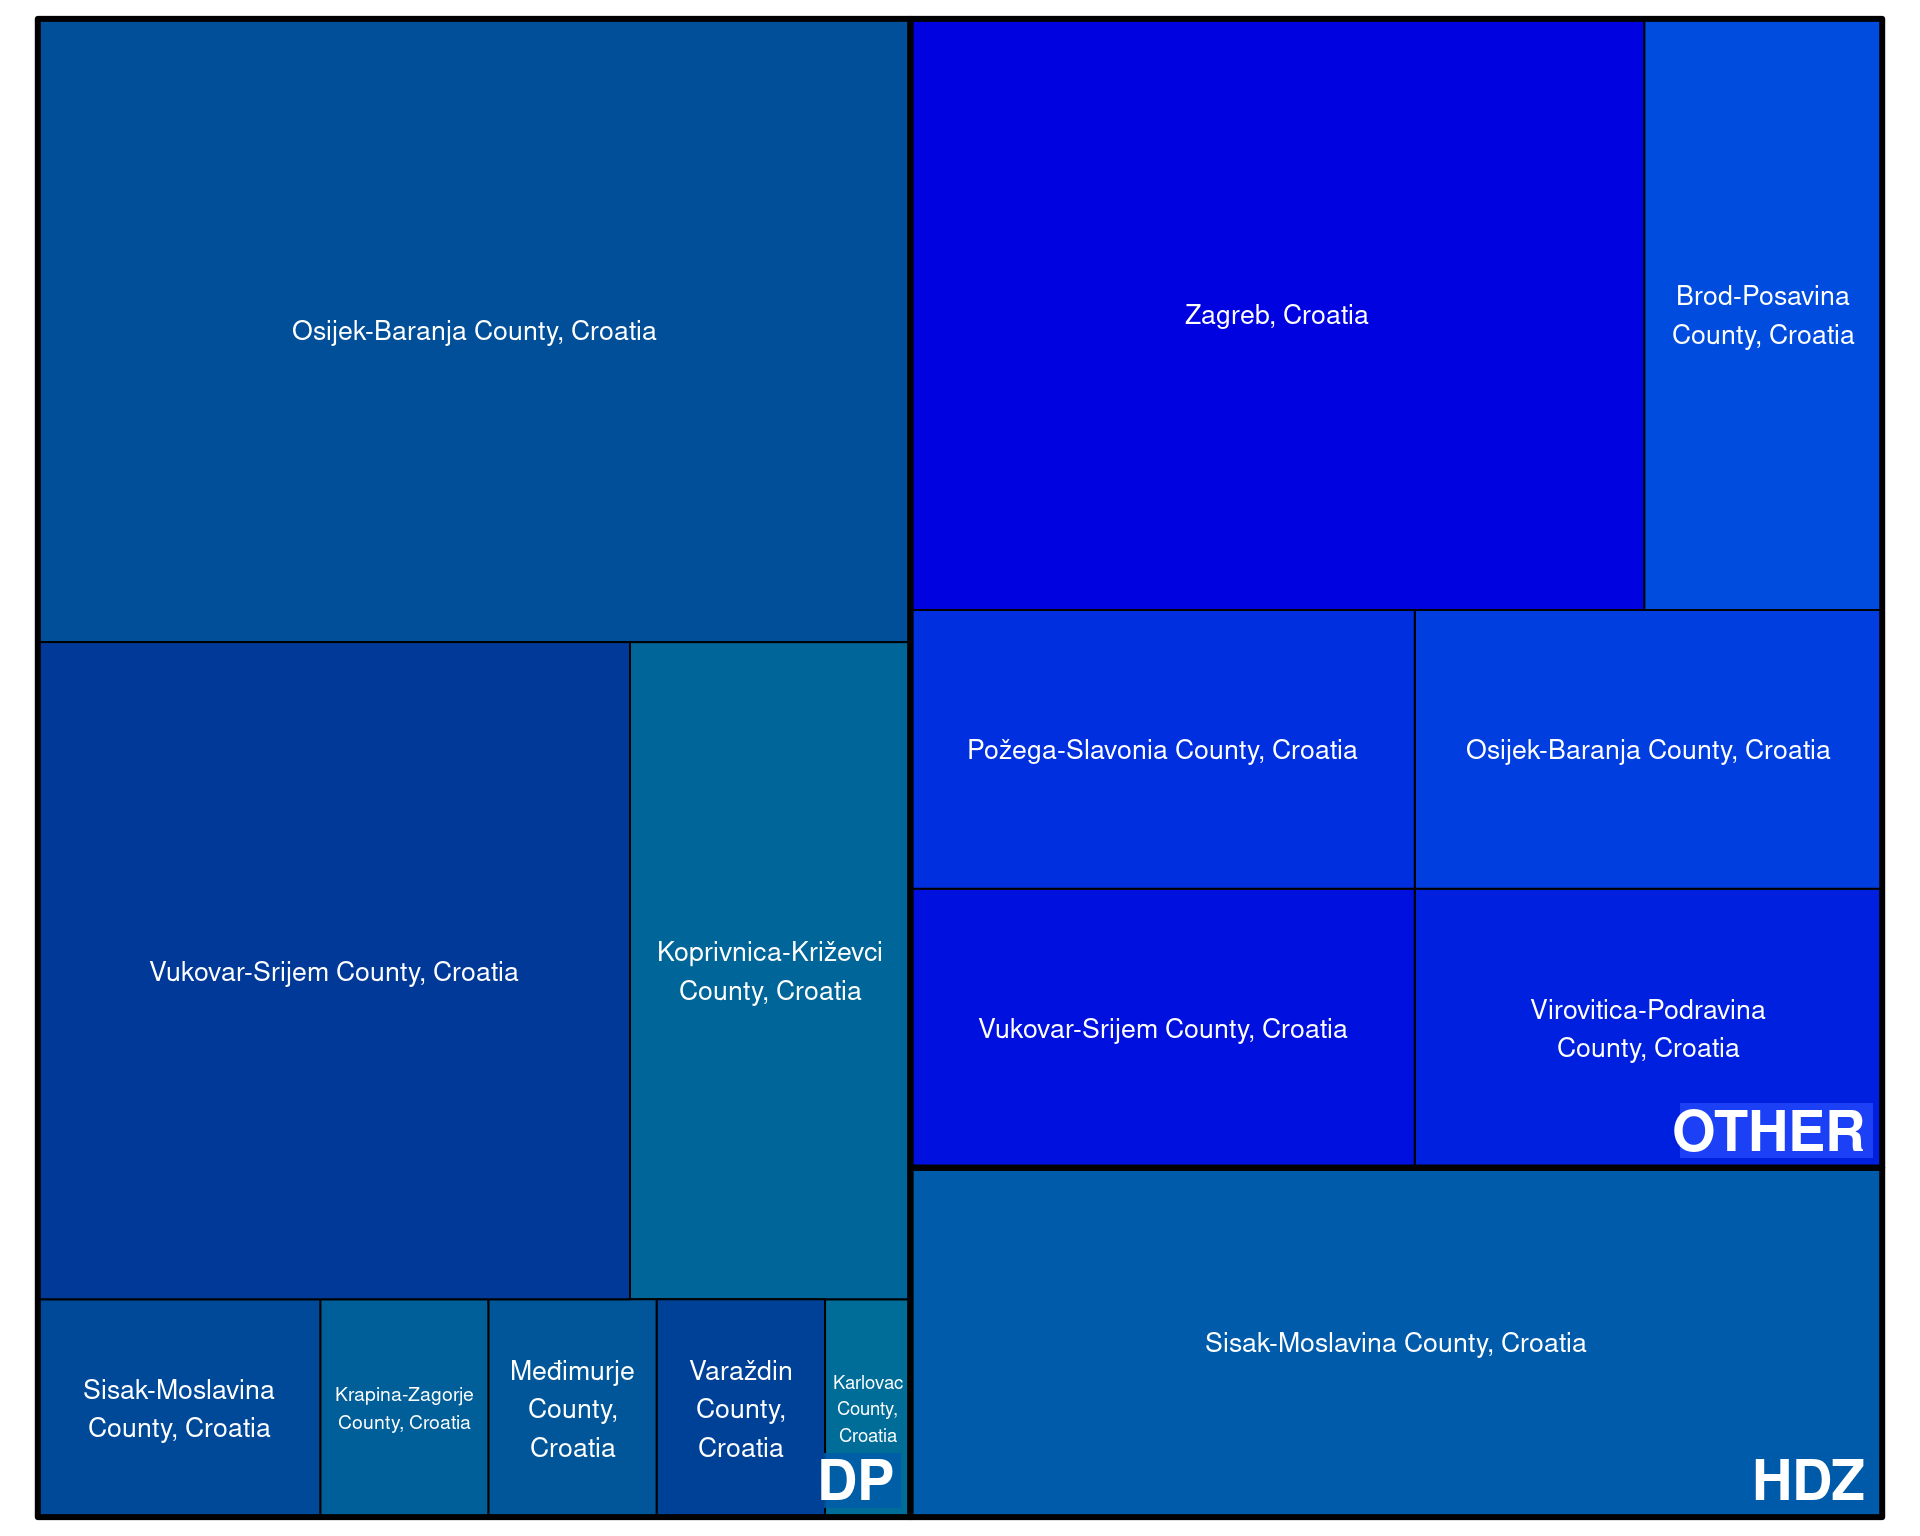 Osijek-Baranja County, Croatia
Vukovar-Srijem County, Croatia
Koprivnica-Križevci
County, Croatia
Sisak-Moslavina
County, Croatia
Krapina-Zagorje
County, Croatia
Međimurje
County,
Croatia
Varaždin
County,
Croatia
Karlovac
County,
Croatia
DP
Zagreb, Croatia
Brod-Posavina
County, Croatia
Požega-Slavonia County, Croatia
Osijek-Baranja County, Croatia
Vukovar-Srijem County, Croatia
Virovitica-Podravina
County, Croatia
OTHER
Sisak-Moslavina County, Croatia
HDZ